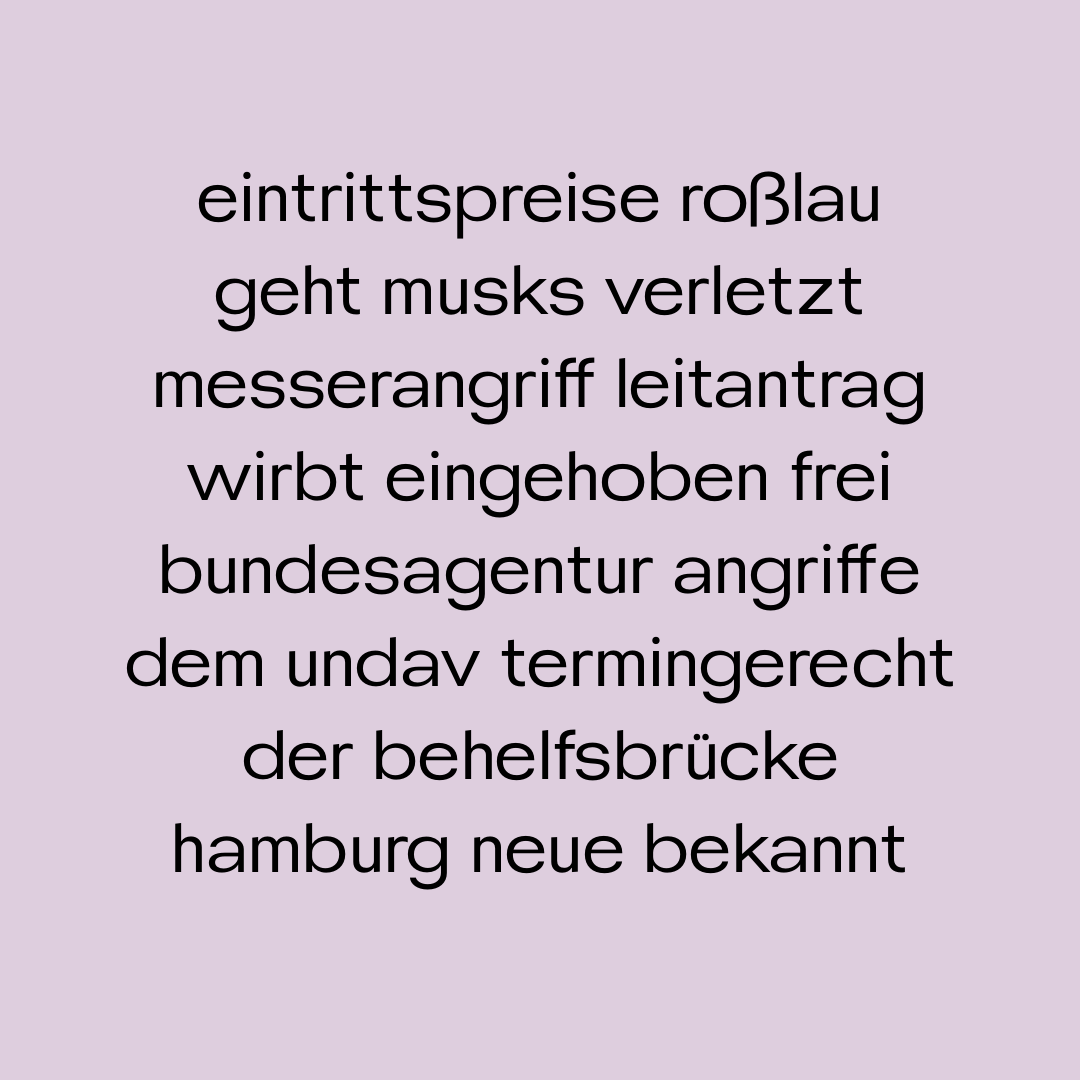 eintrittspreise roßlau
geht musks verletzt
messerangriff leitantrag
wirbt eingehoben frei
bundesagentur angriffe
dem undav termingerecht
der behelfsbrücke
hamburg neue bekannt